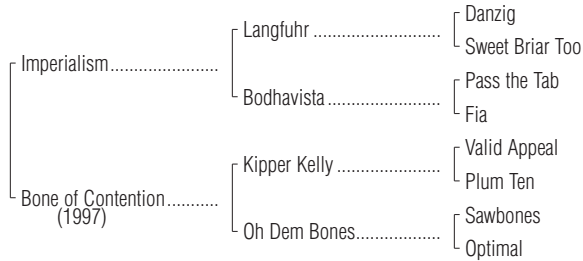 Danzig
Langfuhr ..................
Sweet Briar Too
Imperialism.....................
Pass the Tab
Bodhavista ....................
Fia
Valid Appeal
Kipper Kelly ..................
Plum Ten
Bone of Contention..........
(1997)
Sawbones
Oh Dem Bones...............
Optimal